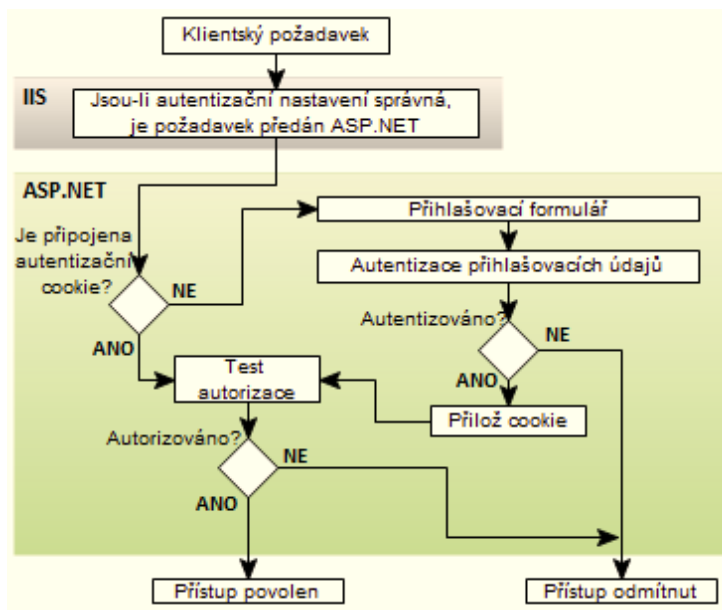 Klientský požadavek
IIS
Jsou-li autentizační nastavení správná,
je požadavek předán ASP.NET
ASP.NET
Přihlašovací formulář
Je připojena
autentizační
cookie?
Autentizace přihlašovacích údajů
NE
Autentizováno?
NE
ANO
Test
autorizace
ANO
Přilož cookie
Autorizováno?
NE
ANO
Přístup povolen
Přístup odmítnut